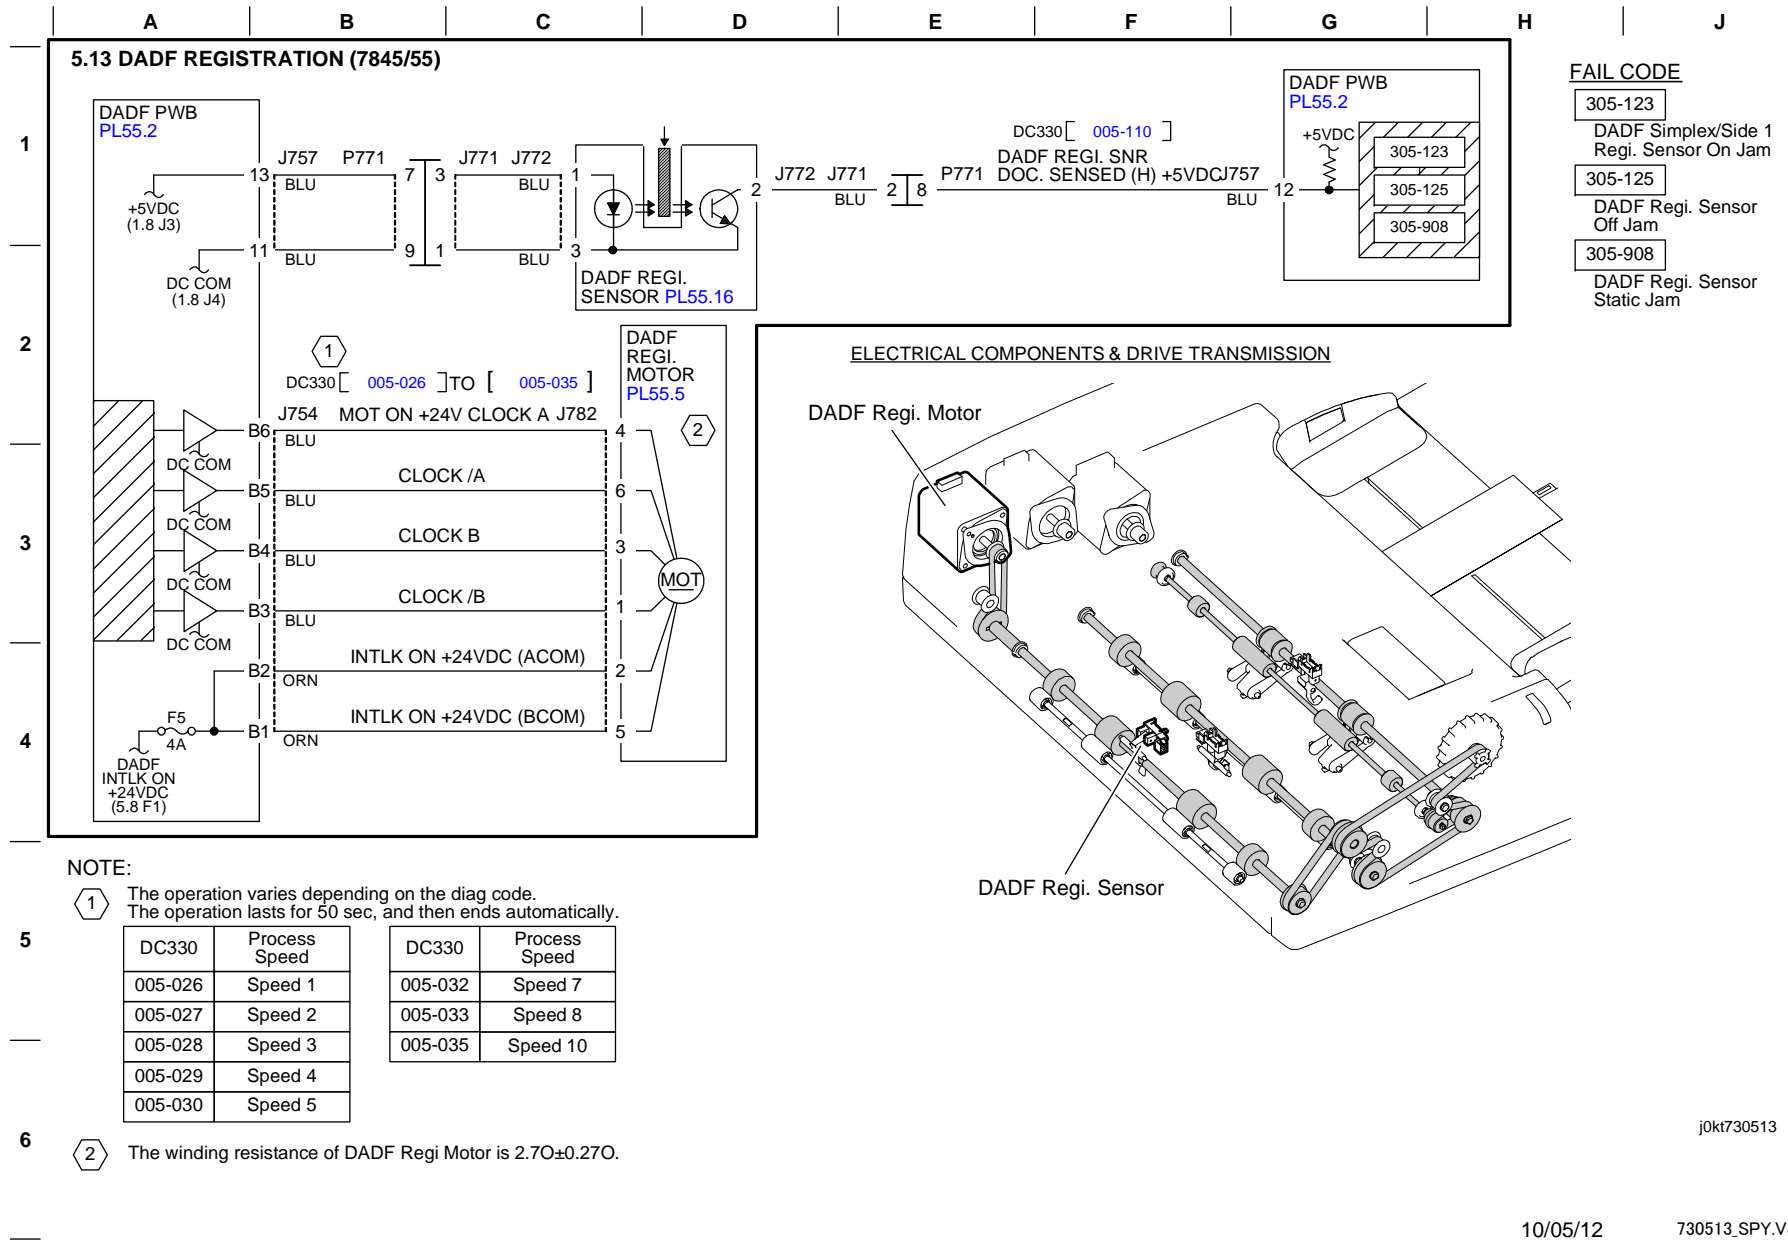 A B C D E F G H J
5.13 DADF REGISTRATION (7845/55)
DADF PWB
PL55.2
+5VDC
(1.8 J3)
DC COM
(1.8 J4)
13
11
J757 P771
BLU
BLU
7 3
9 1
J771 J772
BLU
BLU
1
3
DADF REGI.
SENSOR PL55.16
2
J772 J771
BLU
2 8
P771
DC330[ 005-110 ]
DADF REGI. SNR
DOC. SENSED (H) +5VDC
J757
BLU
12
DADF PWB
PL55.2
+5VDC
305-123
305-125
305-908
FAIL CODE
305-123
DADF Simplex/Side 1
Regi. Sensor On Jam
305-125
DADF Regi. Sensor
Off Jam
305-908
DADF Regi. Sensor
Static Jam
1
2
3
4
5
6
1
DC330[ 005-026 ]TO [ 005-035 ]
DADF
REGI.
MOTOR
PL55.5
2
J754 MOT ON +24V CLOCK A J782
B6 BLU 4
DC COM
CLOCK /A
B5 BLU 6
DC COM
CLOCK B
B4 BLU 3
DC COM
CLOCK /B
B3 BLU 1
DC COM
MOT
INTLK ON +24VDC (ACOM)
B2 ORN 2
INTLK ON +24VDC (BCOM)
B1 ORN 5
F5
4A
DADF
INTLK ON
+24VDC
(5.8 F1)
ELECTRICAL COMPONENTS & DRIVE TRANSMISSION
DADF Regi. Motor
DADF Regi. Sensor
NOTE:
1 The operation varies depending on the diag code.
The operation lasts for 50 sec, and then ends automatically.
DC330 Process Speed
005-026 Speed 1
005-027 Speed 2
005-028 Speed 3
005-029 Speed 4
005-030 Speed 5
DC330 Process Speed
005-032 Speed 7
005-033 Speed 8
005-035 Speed 10
2 The winding resistance of DADF Regi Motor is 2.7O±0.27O.
j0kt730513
10/05/12 730513_SPY.V